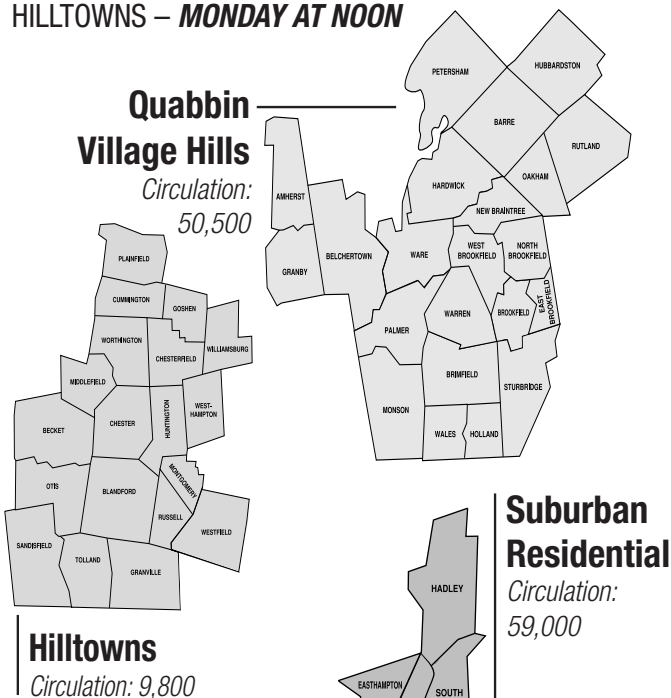 HILLTOWNS – MONDAY AT NOON
Quabbin
Village Hills
Circulation:
50,500
PETERSHAM
HUBBARDSTON
BARRE
RUTLAND
HARDWICK
OAKHAM
NEW BRAINTREE
AMHERST
GRANBY
BELCHERTOWN
WARE
WEST
BROOKFIELD
NORTH
BROOKFIELD
PALMER
WARREN
BROOKFIELD
EAST
BROOKFIELD
BRIMFIELD
STURBRIDGE
MONSON
WALES
HOLLAND
PLAINFIELD
CUMMINGTON
GOSHEN
WORTHINGTON
CHESTERFIELD
WILLIAMSBURG
MIDDLEFIELD
BECKET
CHESTER
HUNTINGTON
WEST-
HAMPTON
OTIS
BLANDFORD
MONTGOMERY
RUSSELL
WESTFIELD
SANDISFIELD
TOLLAND
GRANVILLE
Hilltowns
Circulation: 9,800
Suburban
Residential
Circulation:
59,000
HADLEY
EASTHAMPTON
SOUTH